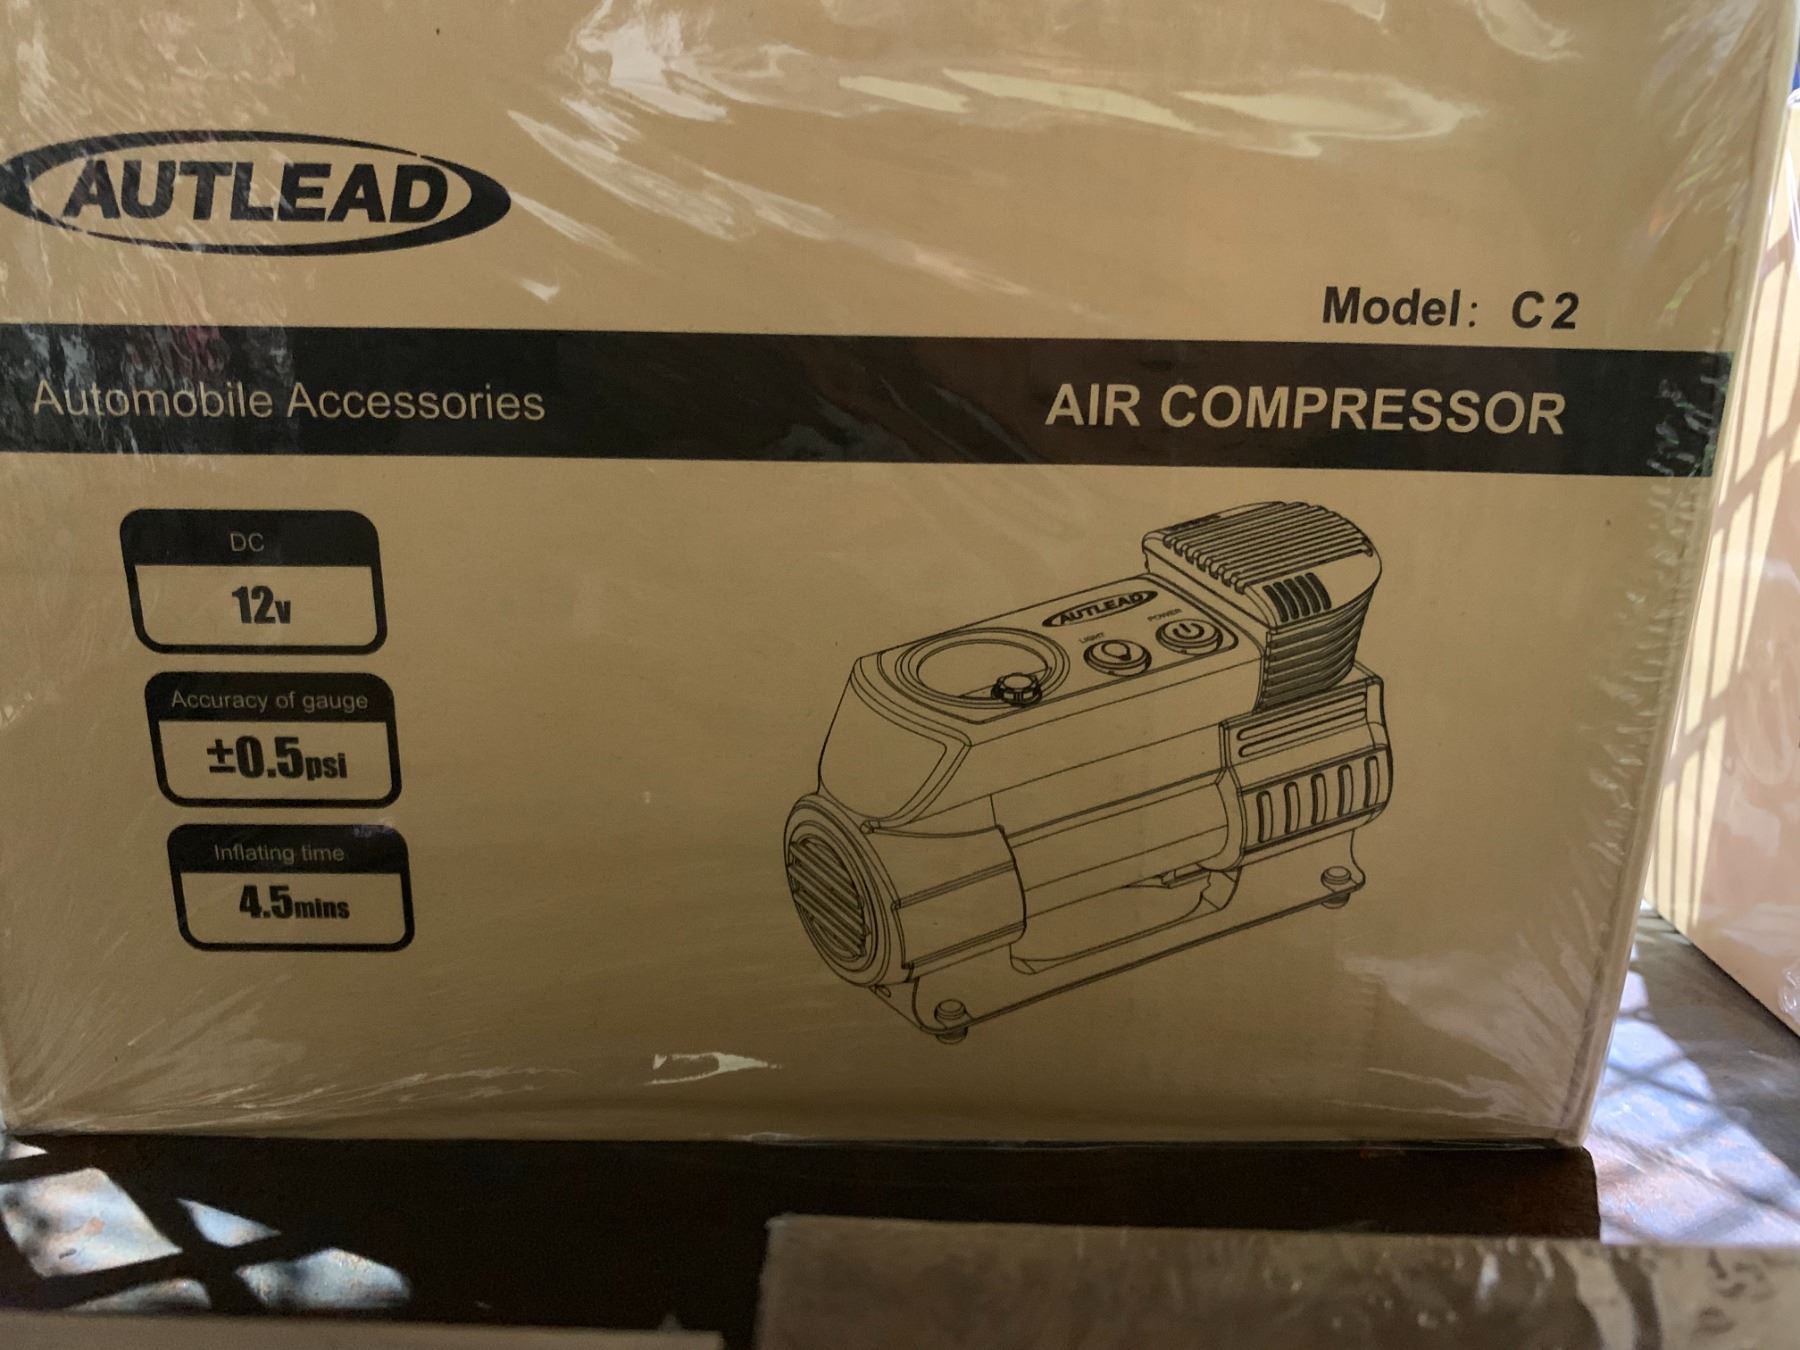 AUTLEAD
Model: C2
Automobile Accessories
AIR COMPRESSOR
DC
12v
Accuracy of gauge
±0.5psi
Inflating time
4.5mins
AUTLEAD
LIGHT
POWER